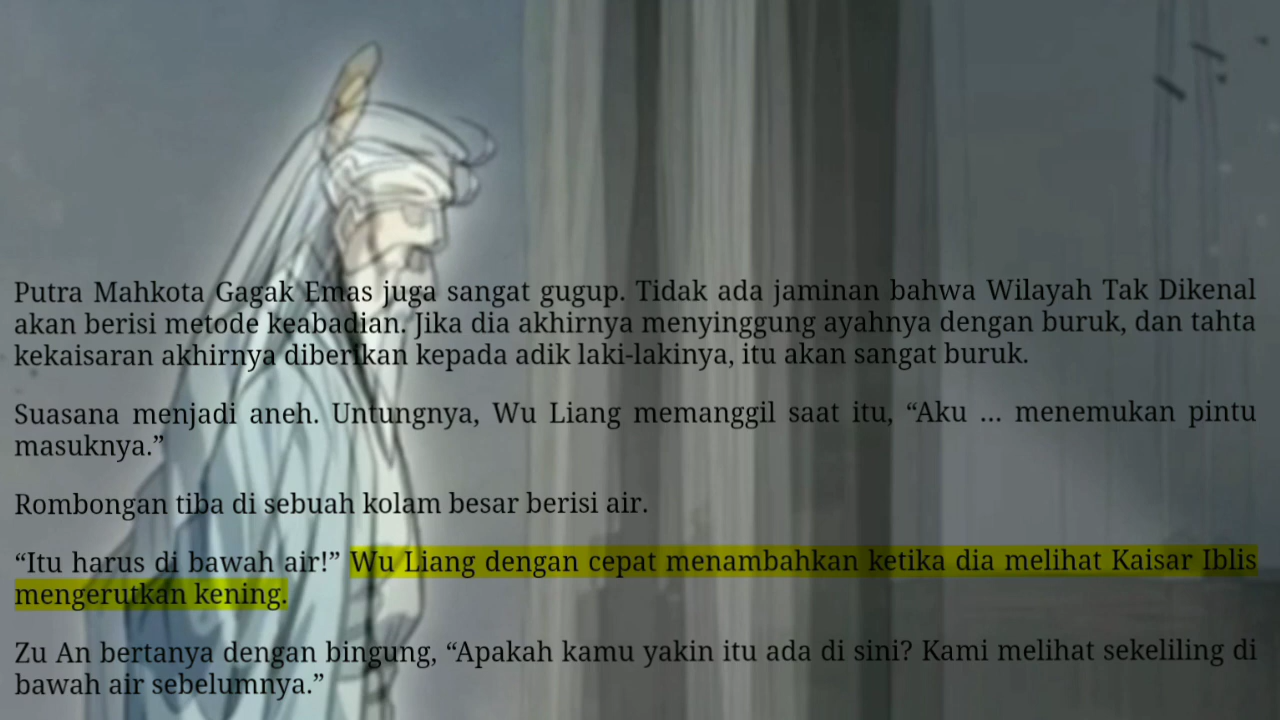 Putra Mahkota Gagak Emas juga sangat gugup. Tidak ada jaminan bahwa Wilayah Tak Dikenal
akan berisi metode keabadian. Jika dia akhirnya menyinggung ayahnya dengan buruk, dan tahta
kekaisaran akhirnya diberikan kepada adik laki-lakinya, itu akan sangat buruk.
Suasana menjadi aneh. Untungnya, Wu Liang memanggil saat itu, “Aku … menemukan pintu
masuknya.”
Rombongan tiba di sebuah kolam besar berisi air.
“Itu harus di bawah air!” Wu Liang dengan cepat menambahkan ketika dia melihat Kaisar Iblis
mengerutkan kening.
Zu An bertanya dengan bingung, “Apakah kamu yakin itu ada di sini? Kami melihat sekeliling di
bawah air sebelumnya.”